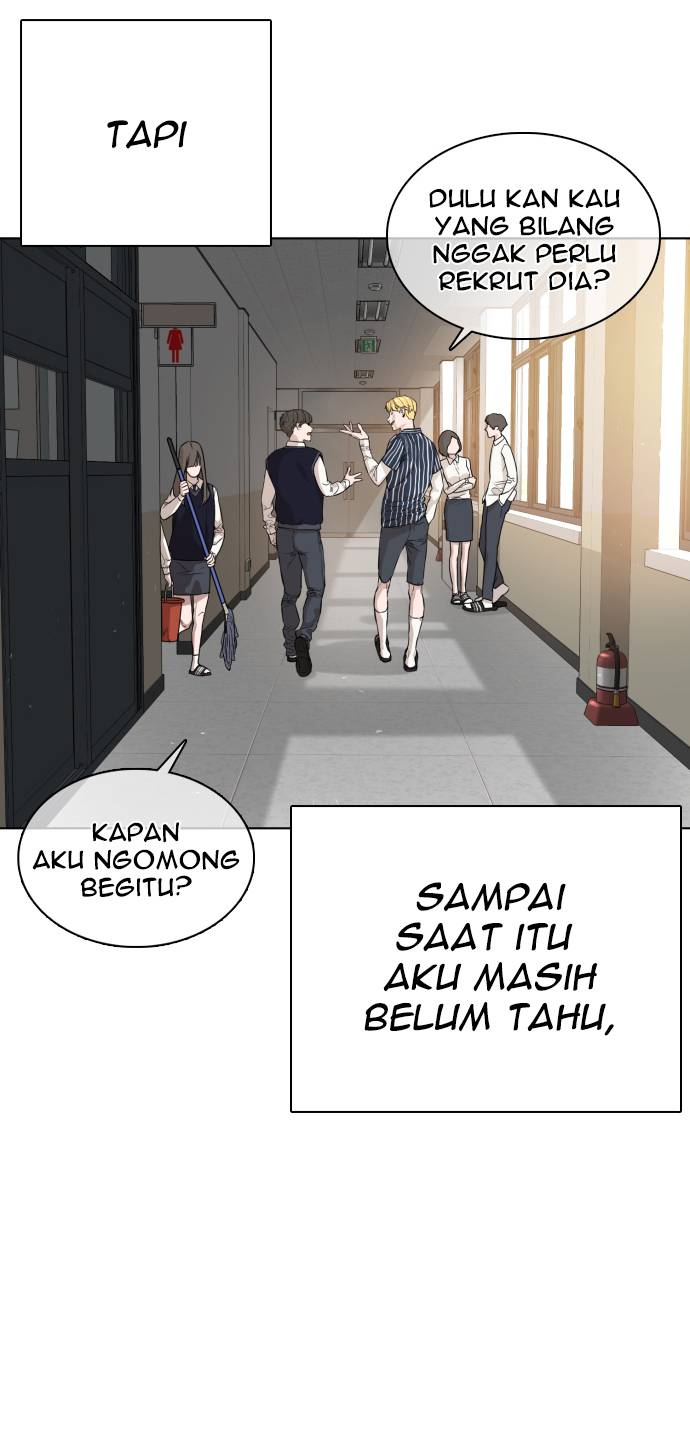 TAPI
DULU KAN KAU
YANG BILANG
NGGAK PERLU
REKRUT DIA?
KAPAN
AKU NGOMONG
BEGITU?
SAMPAI
SAAT ITU
AKU MASIH
BELUM TAHU,